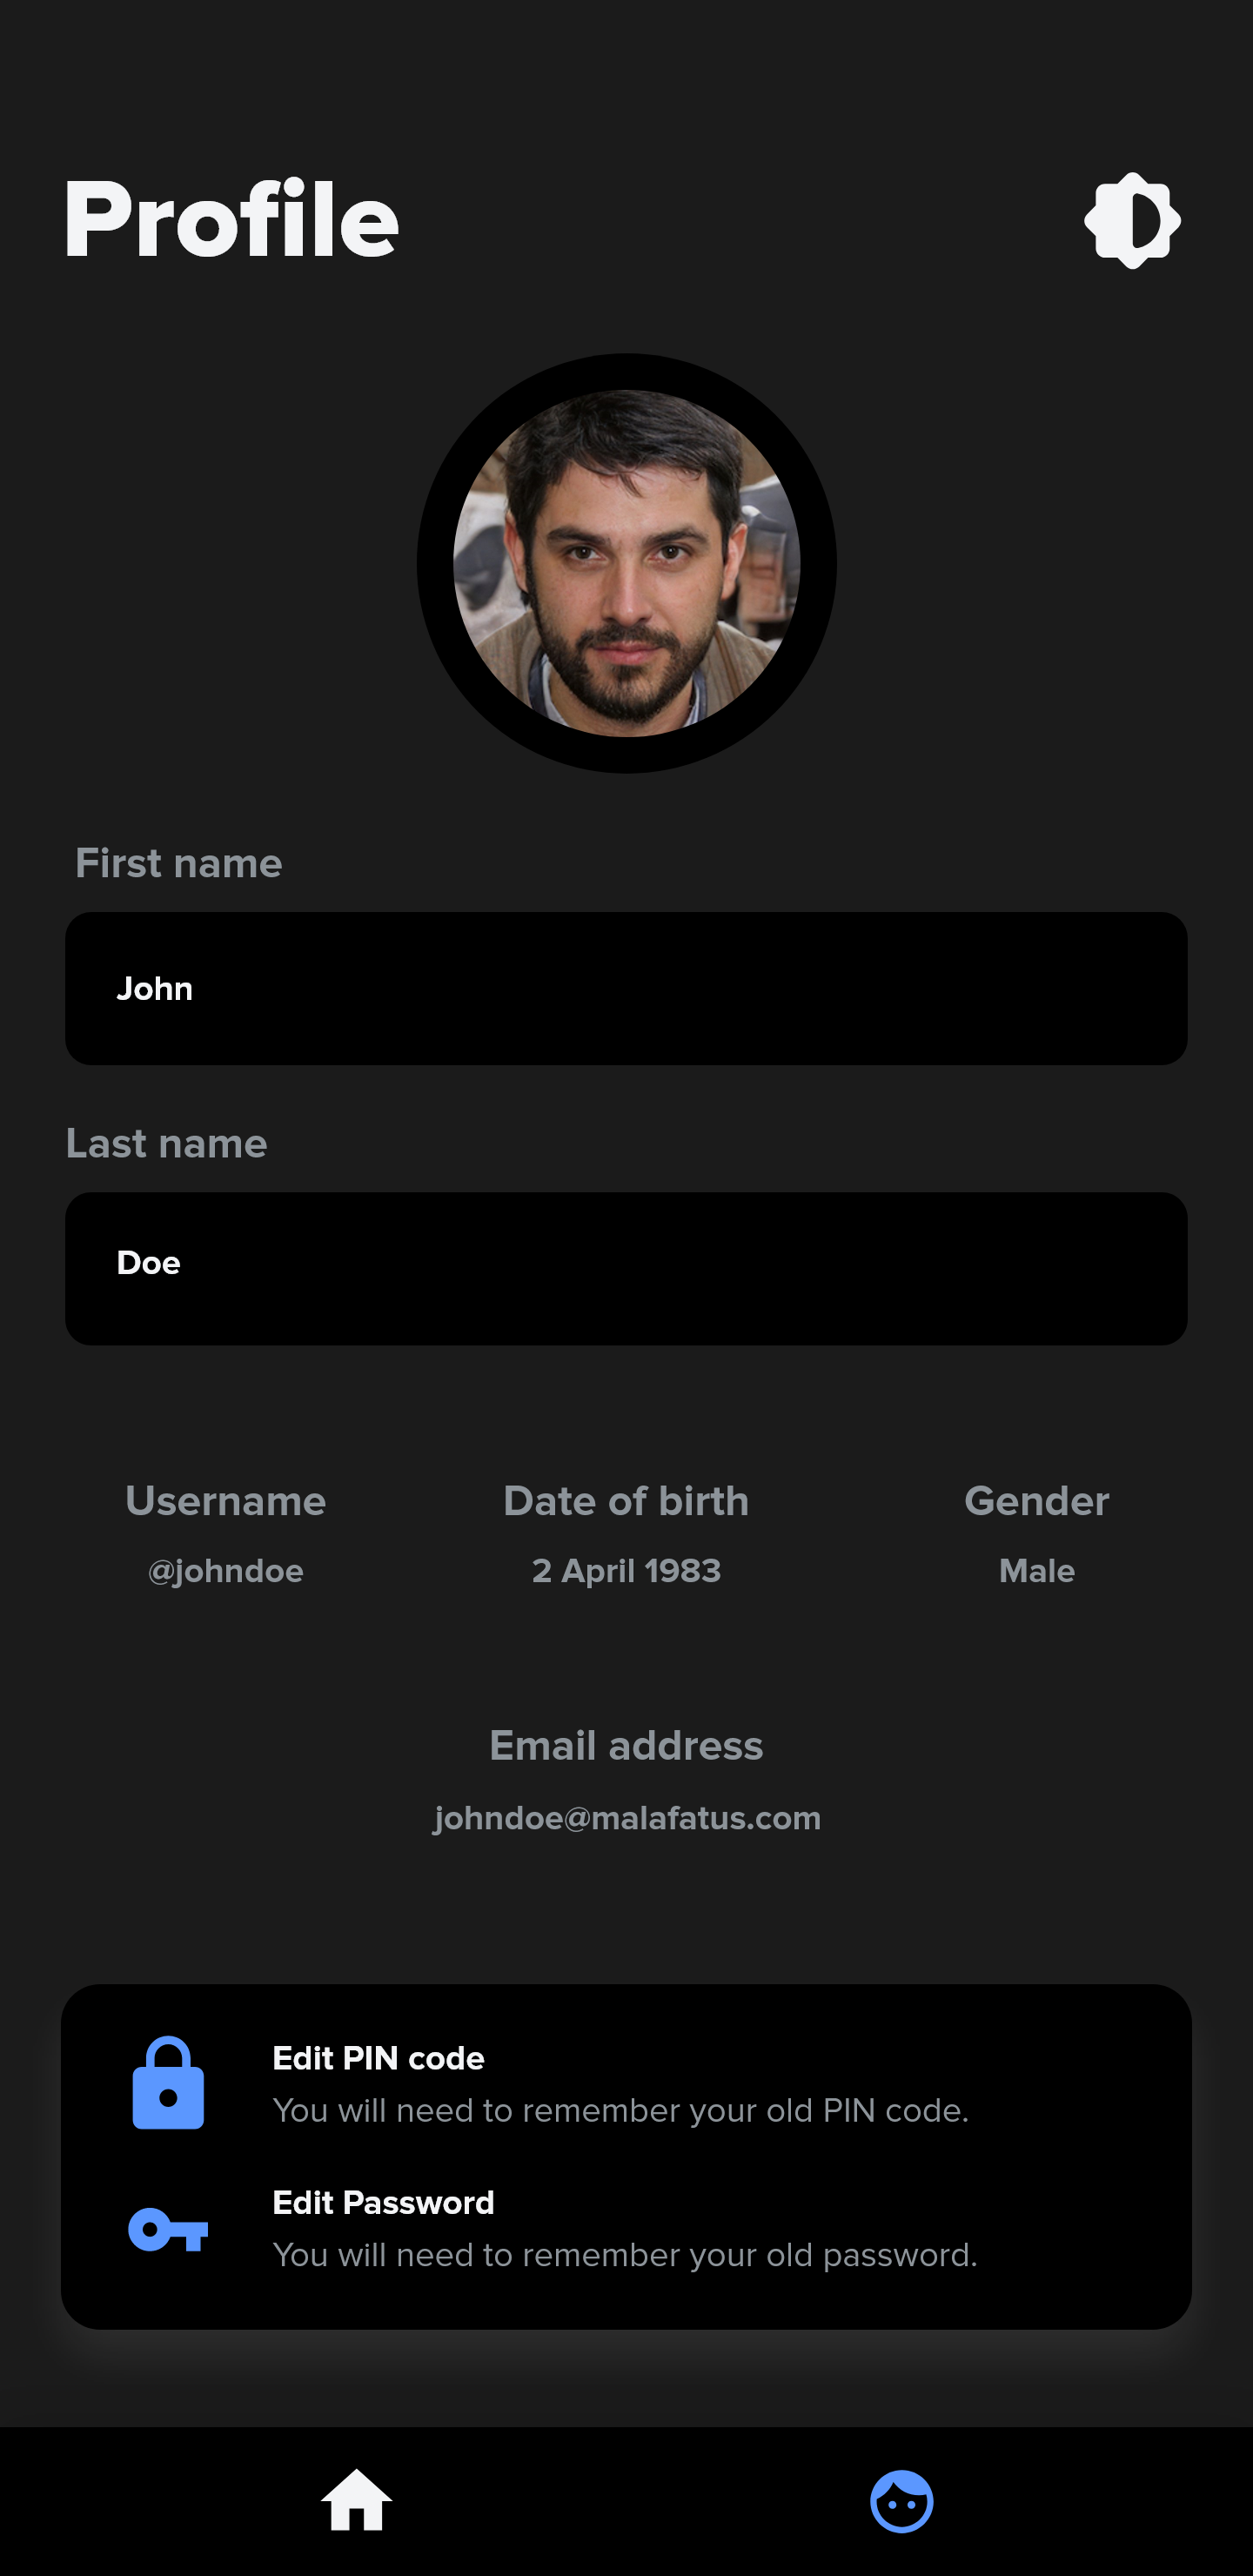 Profile
First name
John
Last name
Doe
Username
Date of birth
Gender
@johndoe
2 April 1983
Male
Email address
johndoe@malafatus.com
Edit PIN code
You will need to remember your old PIN code.
Edit Password
You will need to remember your old password.